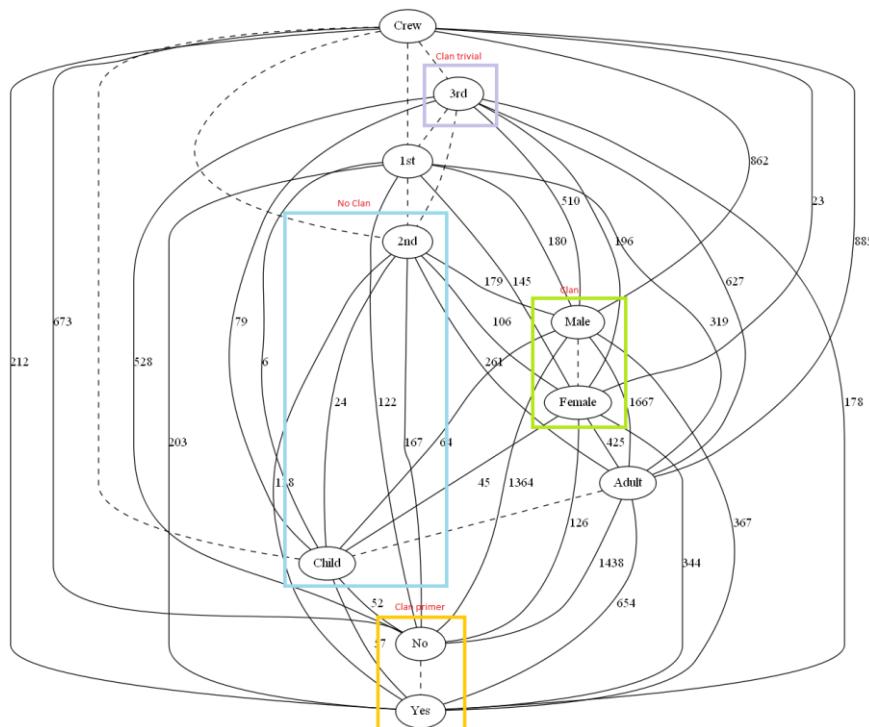 Crew
Clan trivial
3rd
1st
862
510
23
No Clan
2nd
180
196
885
179
145
627
Clan
106
Male
319
673
79
212
528
6
261
Female
1667
178
24
122
203
167
64
425
Adult
118
45
1364
126
367
1438
344
Child
654
52
Clan primer
No
37
Yes